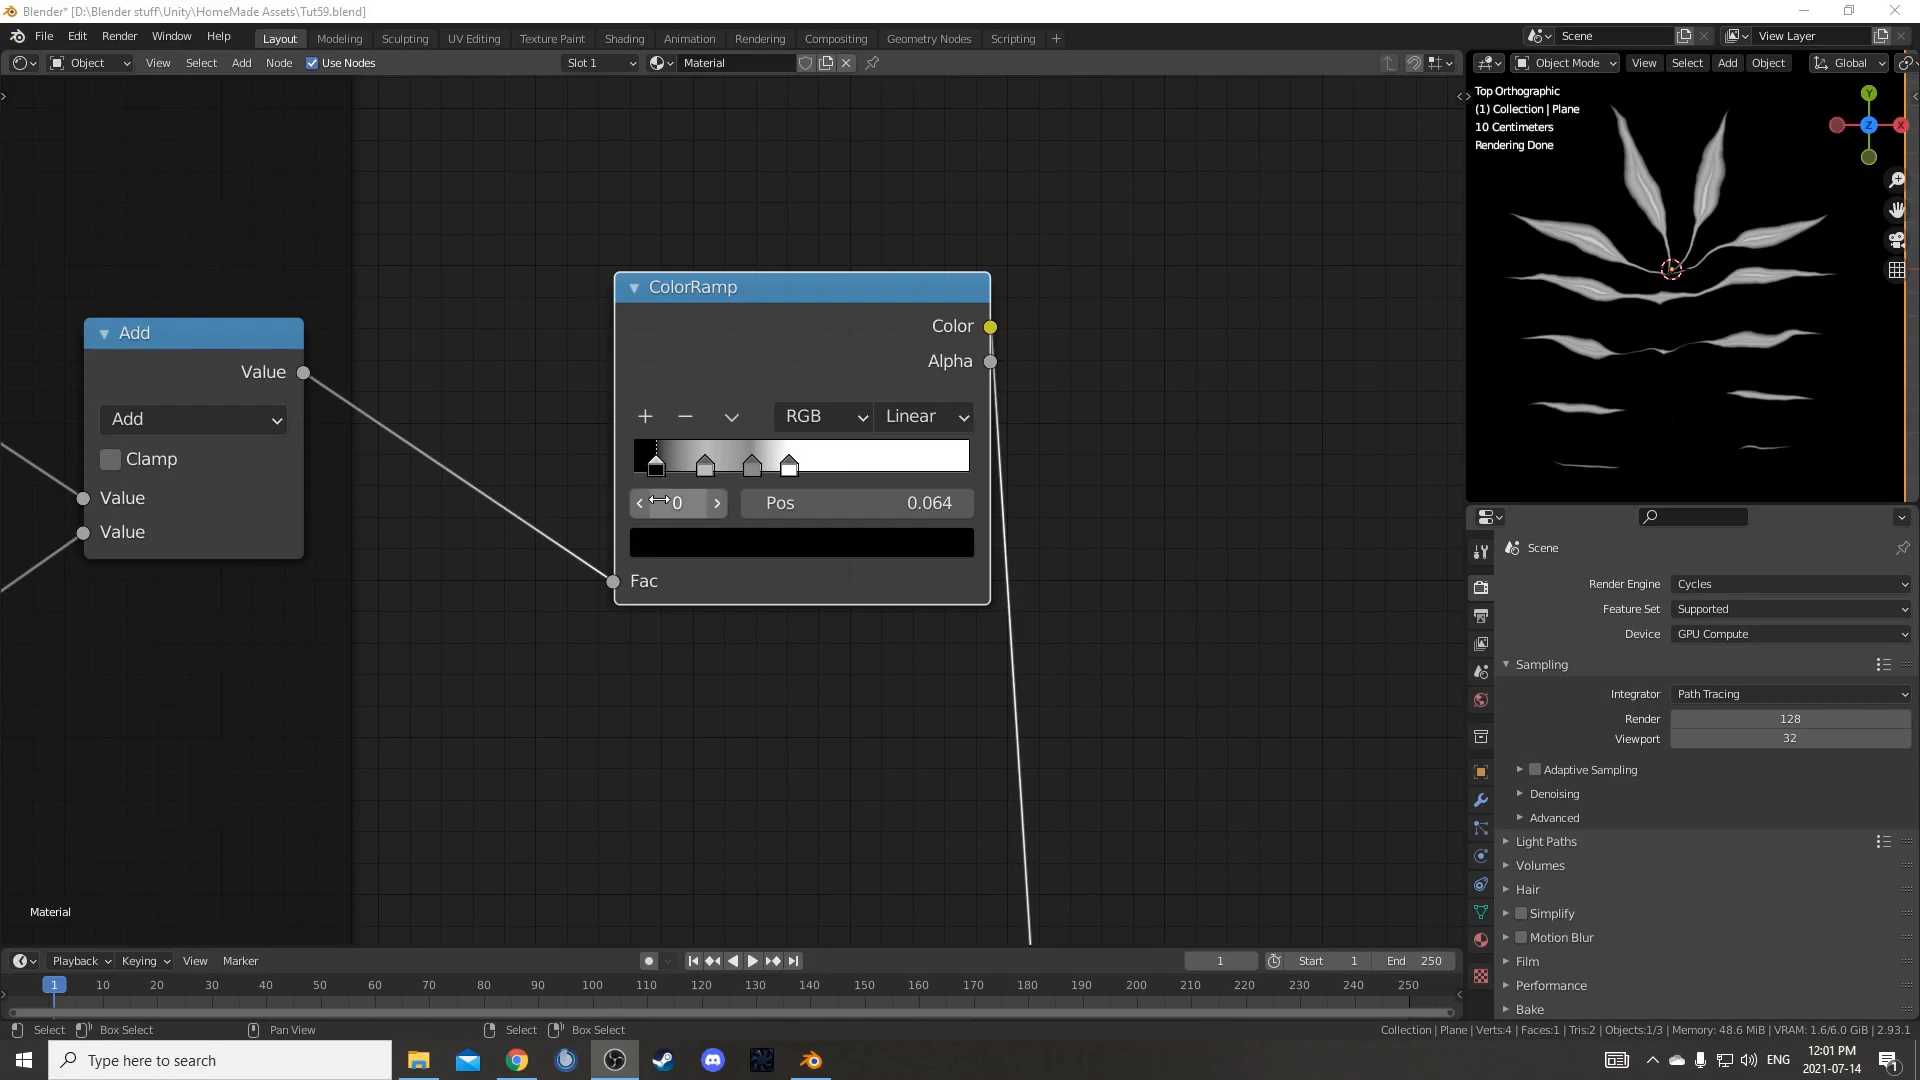 Blender* [D:\Blender stuff\Unity\HomeMade Assets\Tut59.blend]
File Edit Render Window Help Layout Modeling Sculpting UV Editing Texture Paint Shading Animation Rendering Compositing Geometry Nodes Scripting + Scene View Layer
Object View Select Add Node Use Nodes Slot 1 Material Object Mode View Select Add Object Global
Top Orthographic
(1) Collection | Plane
10 Centimeters
Rendering Done
Y
X
Z
ColorRamp
Color
Alpha
RGB Linear
0 Pos 0.064
Fac
Add
Value
Add
Clamp
Value
Value
Scene
Render Engine Cycles
Feature Set Supported
Device GPU Compute
Sampling
Integrator Path Tracing
Render 128
Viewport 32
Adaptive Sampling
Denoising
Advanced
Light Paths
Volumes
Hair
Simplify
Motion Blur
Film
Performance
Bake
Material
Playback Keying View Marker 1 Start 1 End 250
1 10 20 30 40 50 60 70 80 90 100 110 120 130 140 150 160 170 180 190 200 210 220 230 240 250
Select Box Select Pan View Select Box Select Collection | Plane | Verts:4 | Faces:1 | Tris:2 | Objects:1/3 | Memory: 48.6 MiB | VRAM: 1.6/6.0 GiB | 2.93.1
Type here to search ENG 12:01 PM
2021-07-14
1